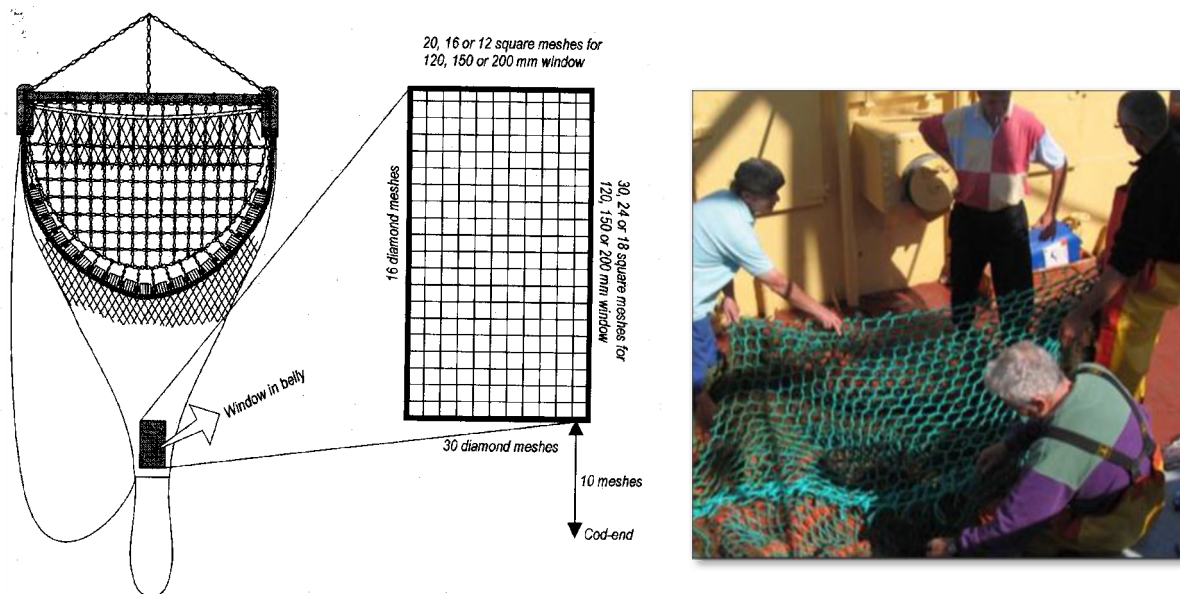 20, 16 or 12 square meshes for
120, 150 or 200 mm window
16 diamond meshes
30, 24 or 18 square meshes for
120, 150 or 200 mm window
Window in belly
30 diamond meshes
10 meshes
Cod-end